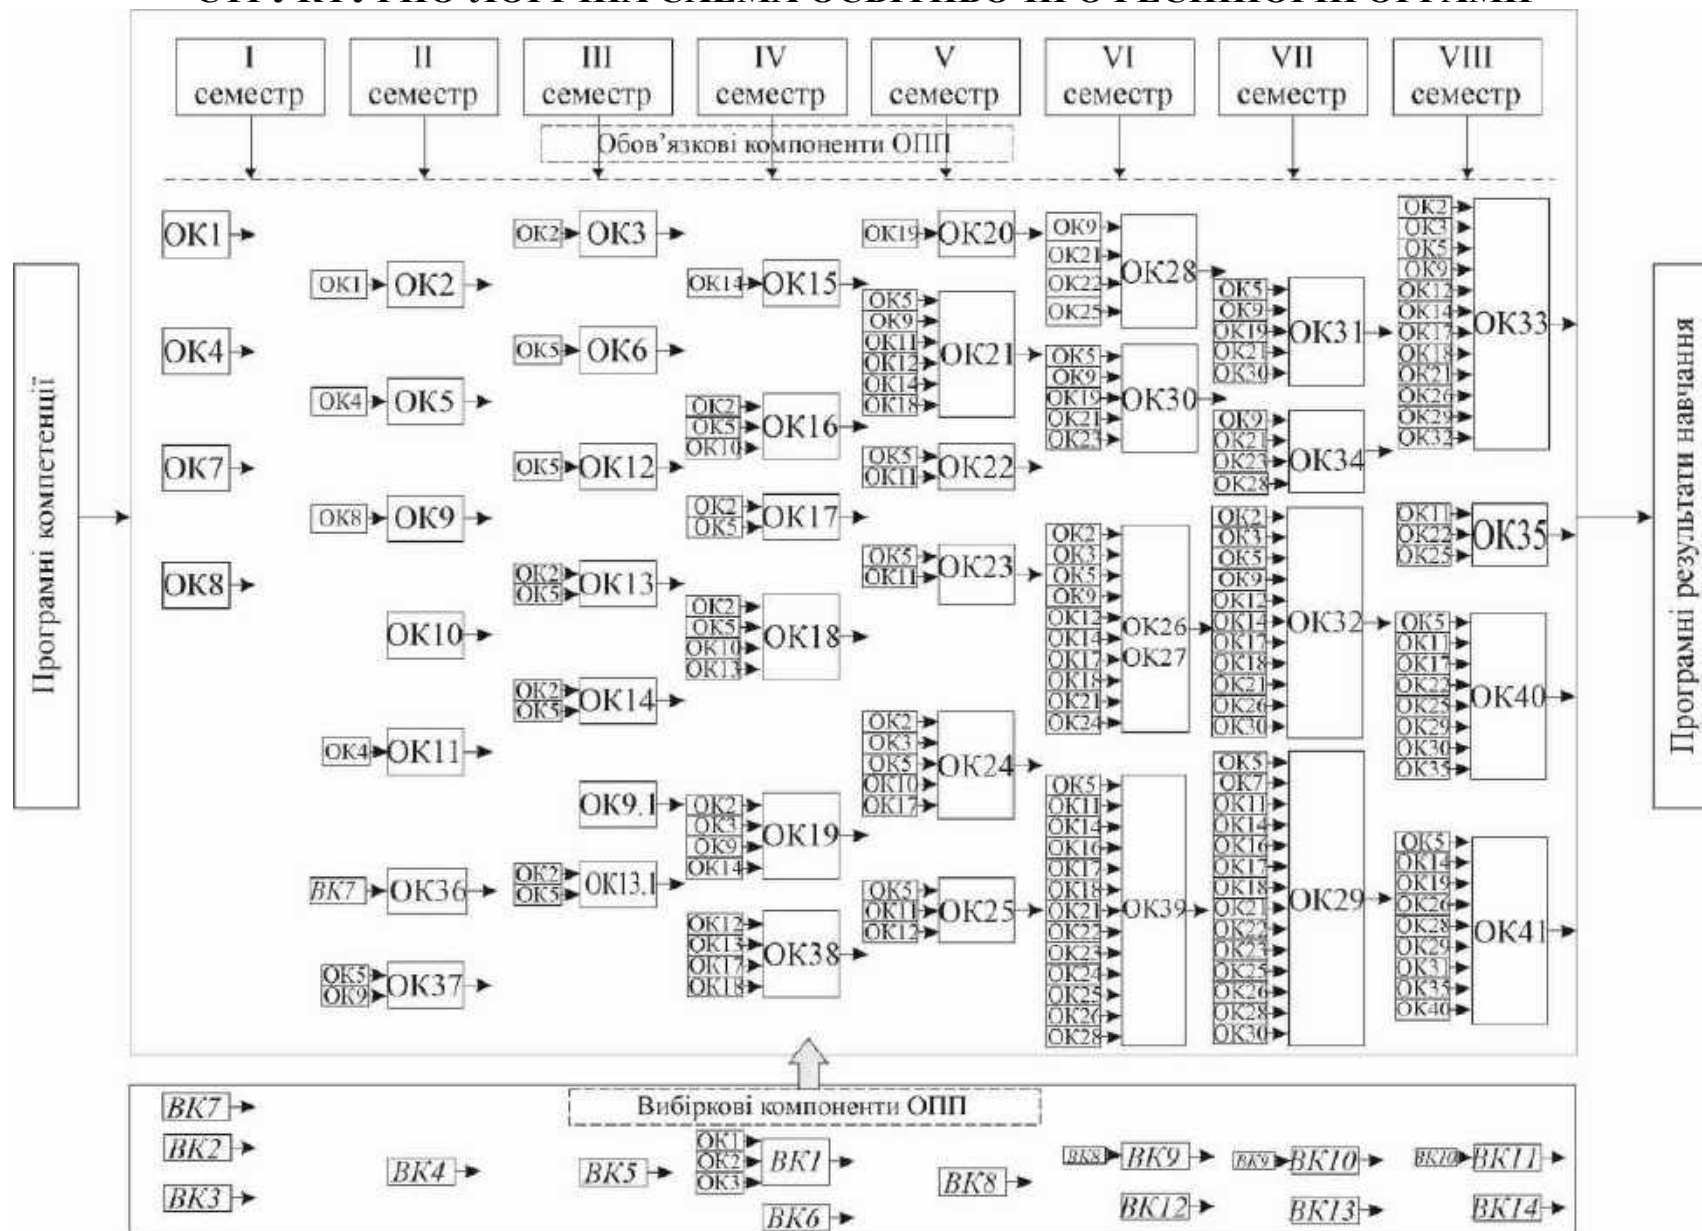 СТРУКТУРНО-ЛОГІЧНА СХЕМА ОСВІТНЬО-ПРОФЕСІЙНОЇ ПРОГРАМИ
I семестр
II семестр
III семестр
IV семестр
V семестр
VI семестр
VII семестр
VIII семестр
Обов’язкові компоненти ОПП
Програмні компетенції
ОК1
ОК4
ОК7
ОК8
ОК1 ОК2
ОК4 ОК5
ОК8 ОК9
ОК10
ОК4 ОК11
ВК7 ОК36
ОК5
ОК9
ОК37
ОК2 ОК3
ОК5 ОК6
ОК5 ОК12
ОК2
ОК5
ОК13
ОК2
ОК5
ОК14
ОК9.1
ОК2
ОК5
ОК13.1
ОК14 ОК15
ОК2
ОК5
ОК10
ОК16
ОК2
ОК5
ОК17
ОК2
ОК5
ОК10
ОК13
ОК18
ОК2
ОК3
ОК9
ОК14
ОК19
ОК12
ОК13
ОК17
ОК18
ОК38
ОК19 ОК20
ОК5
ОК9
ОК11
ОК12
ОК14
ОК18
ОК21
ОК5
ОК11
ОК22
ОК5
ОК11
ОК23
ОК2
ОК3
ОК5
ОК10
ОК17
ОК24
ОК5
ОК11
ОК12
ОК25
ОК9
ОК21
ОК22
ОК25
ОК28
ОК5
ОК9
ОК19
ОК21
ОК23
ОК30
ОК2
ОК3
ОК5
ОК9
ОК12
ОК14
ОК17
ОК18
ОК21
ОК24
ОК26
ОК27
ОК5
ОК11
ОК14
ОК16
ОК17
ОК18
ОК21
ОК22
ОК23
ОК24
ОК25
ОК26
ОК28
ОК39
ОК5
ОК9
ОК19
ОК21
ОК30
ОК31
ОК9
ОК21
ОК23
ОК28
ОК34
ОК2
ОК3
ОК5
ОК9
ОК12
ОК14
ОК17
ОК18
ОК21
ОК26
ОК30
ОК32
ОК5
ОК7
ОК11
ОК14
ОК16
ОК17
ОК18
ОК21
ОК22
ОК23
ОК25
ОК26
ОК28
ОК30
ОК29
ОК2
ОК3
ОК5
ОК9
ОК12
ОК14
ОК17
ОК18
ОК21
ОК26
ОК29
ОК32
ОК33
ОК11
ОК22
ОК25
ОК35
ОК5
ОК11
ОК17
ОК22
ОК25
ОК29
ОК30
ОК35
ОК40
ОК5
ОК14
ОК19
ОК26
ОК28
ОК29
ОК31
ОК35
ОК40
ОК41
Програмні результати навчання
Вибіркові компоненти ОПП
ВК7
ВК2
ВК3
ВК4
ВК5
ОК1
ОК2
ОК3
ВК1
ВК6
ВК8
ВК8 ВК9
ВК12
ВК9 ВК10
ВК13
ВК10 ВК11
ВК14